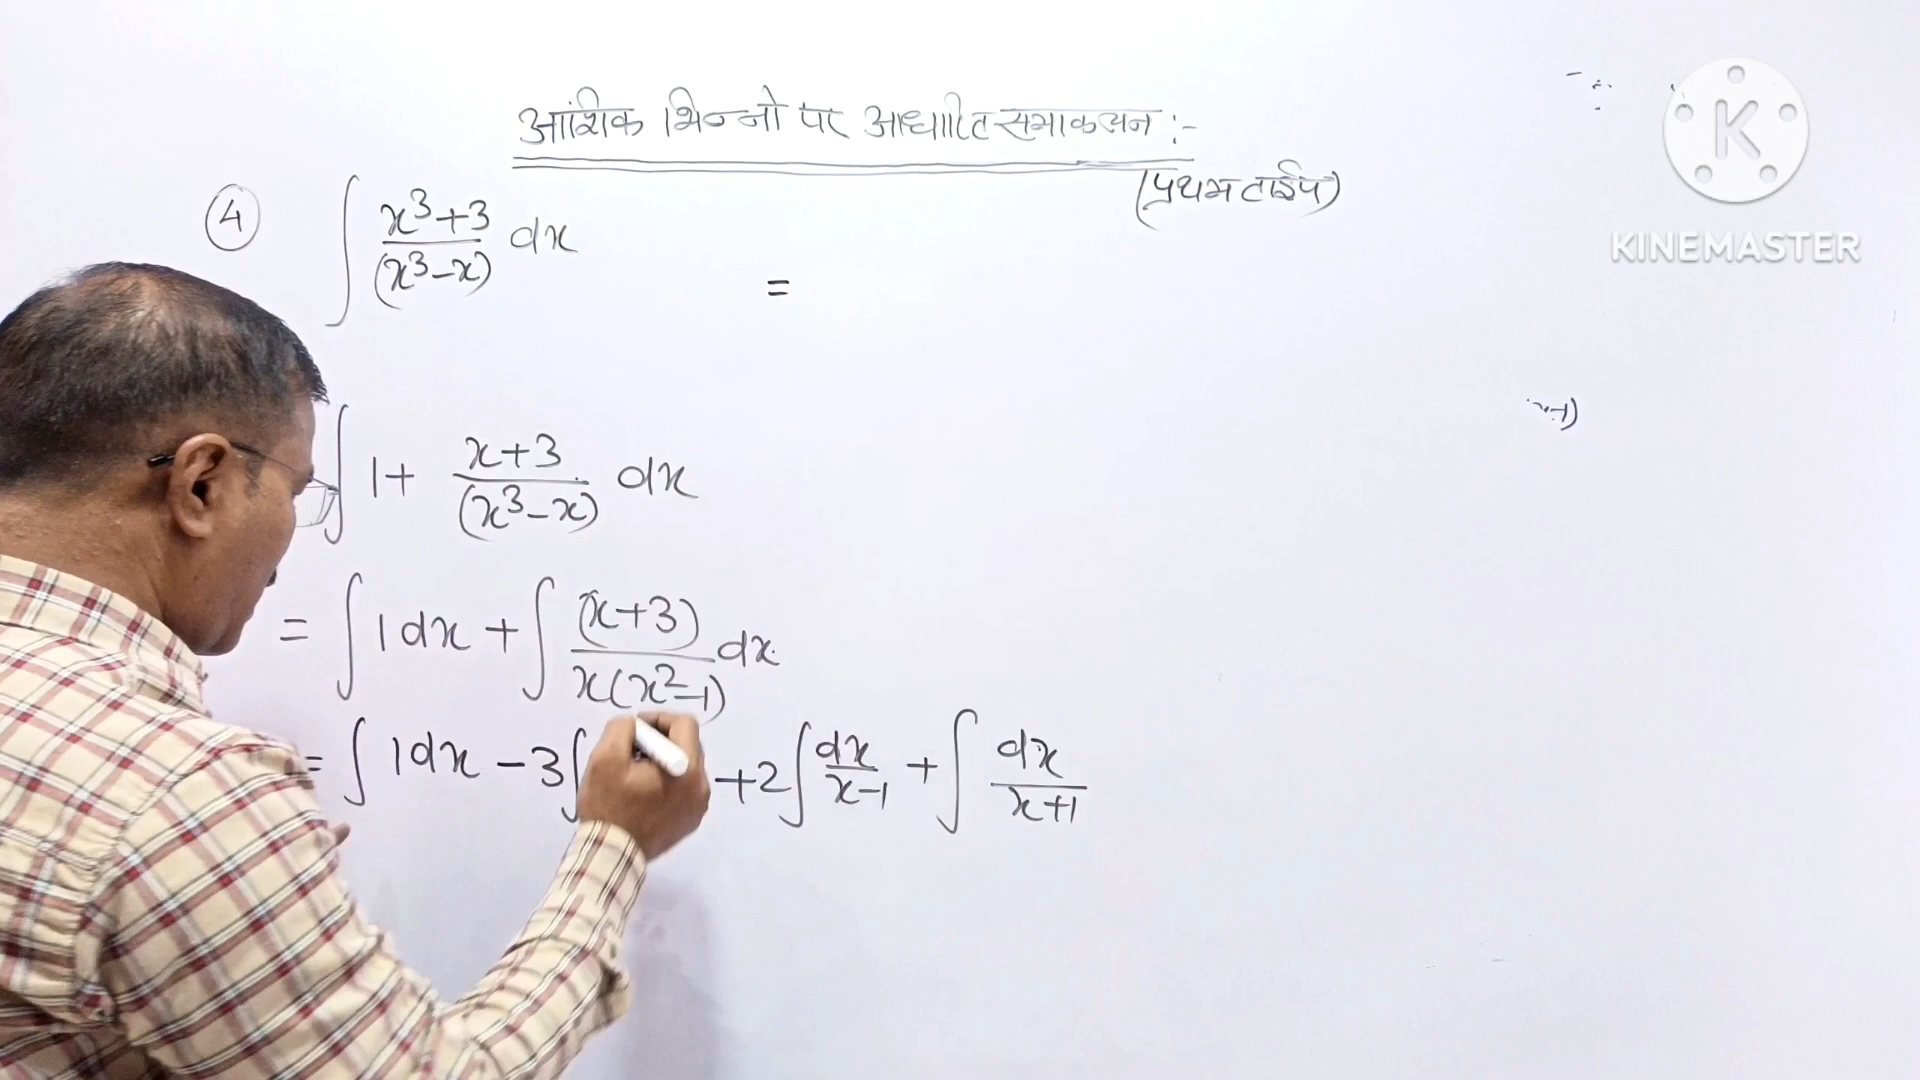 आंशिक भिन्नो पर आधारित समाकलन :-
(प्रथम टाईप)
④ ∫ x³+3/(x³-x) dx
=
∫ 1+ x+3/(x³-x) dx
= ∫ 1dx + ∫ (x+3)/x(x²-1) dx
= ∫ 1dx - 3∫ +2∫ dx/x-1 + ∫ dx/x+1
K
KINEMASTER